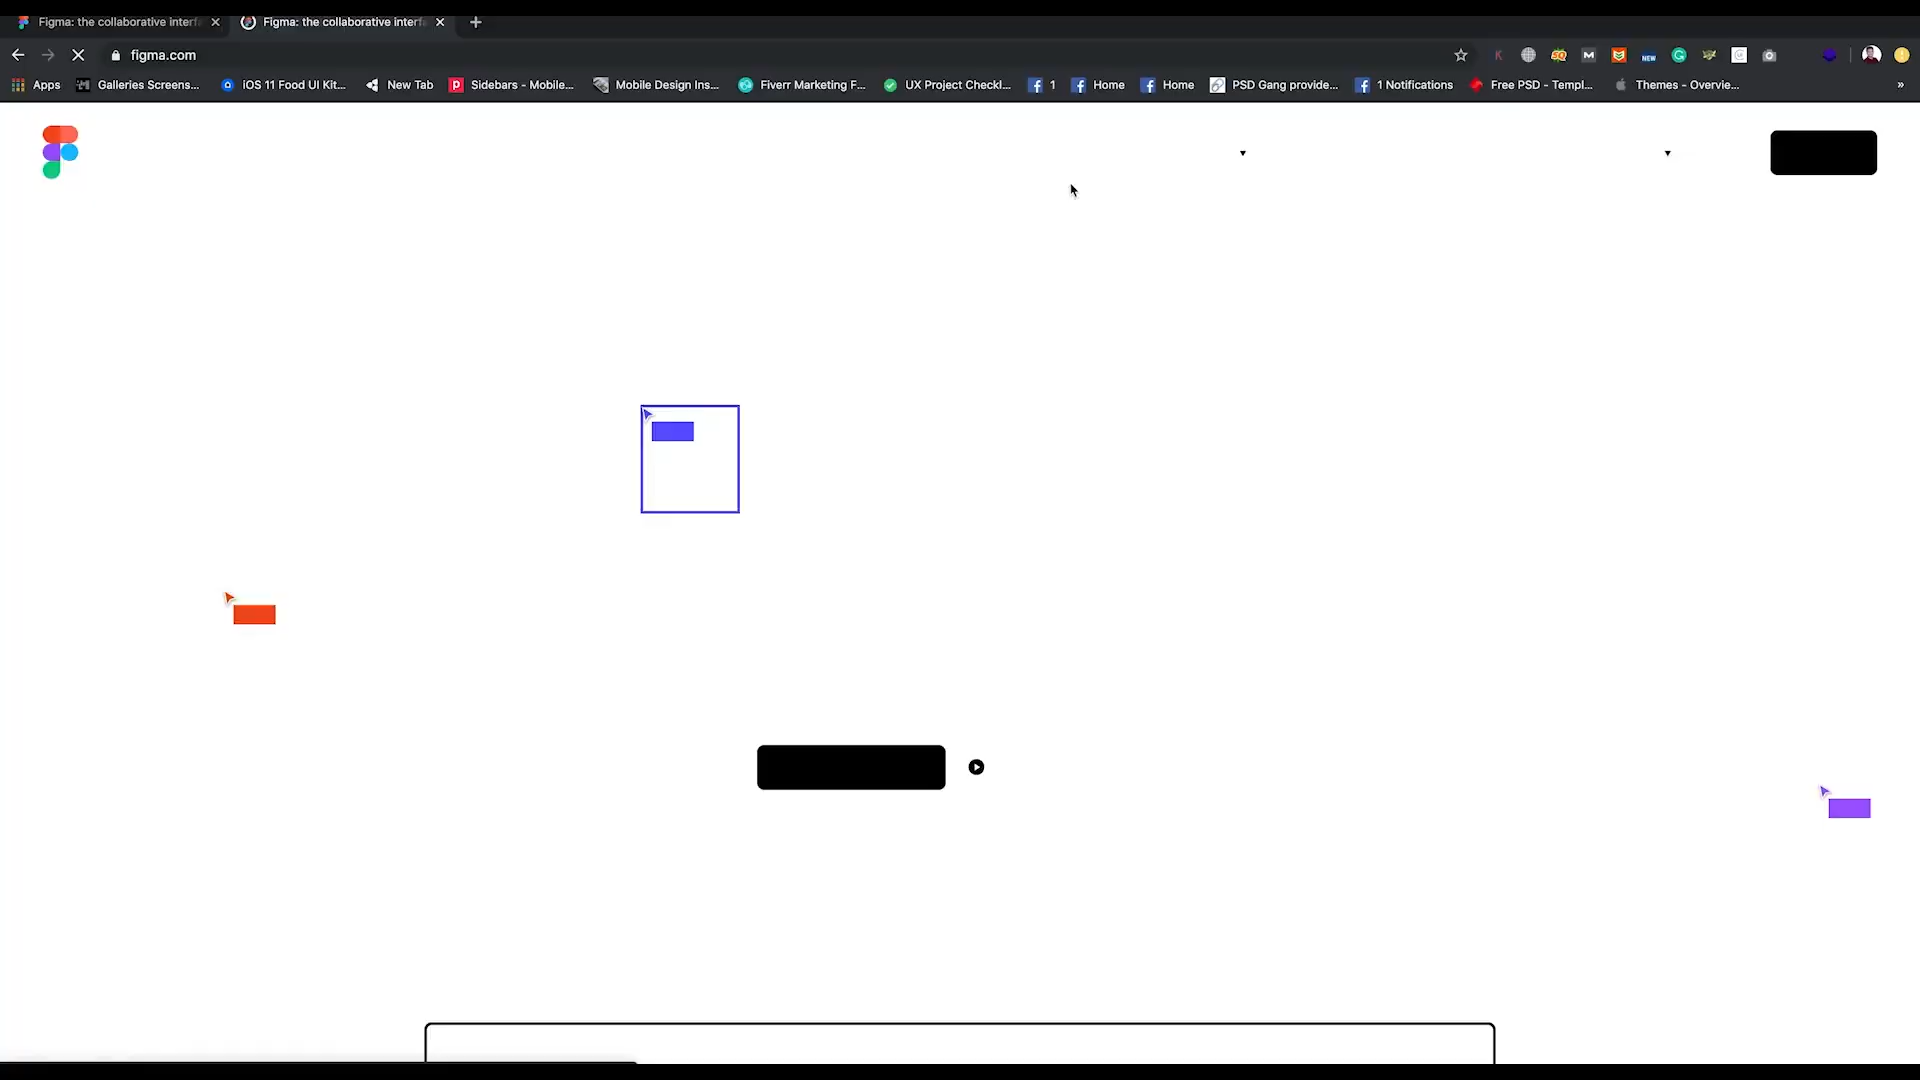 Figma: the collaborative interf
Figma: the collaborative interf
figma.com
NEW
Apps
Galleries Screens...
iOS 11 Food UI Kit...
New Tab
Sidebars - Mobile...
Mobile Design Ins...
Fiverr Marketing F...
UX Project Checkl...
1
Home
Home
PSD Gang provide...
1 Notifications
Free PSD - Templ...
Themes - Overvie...
»